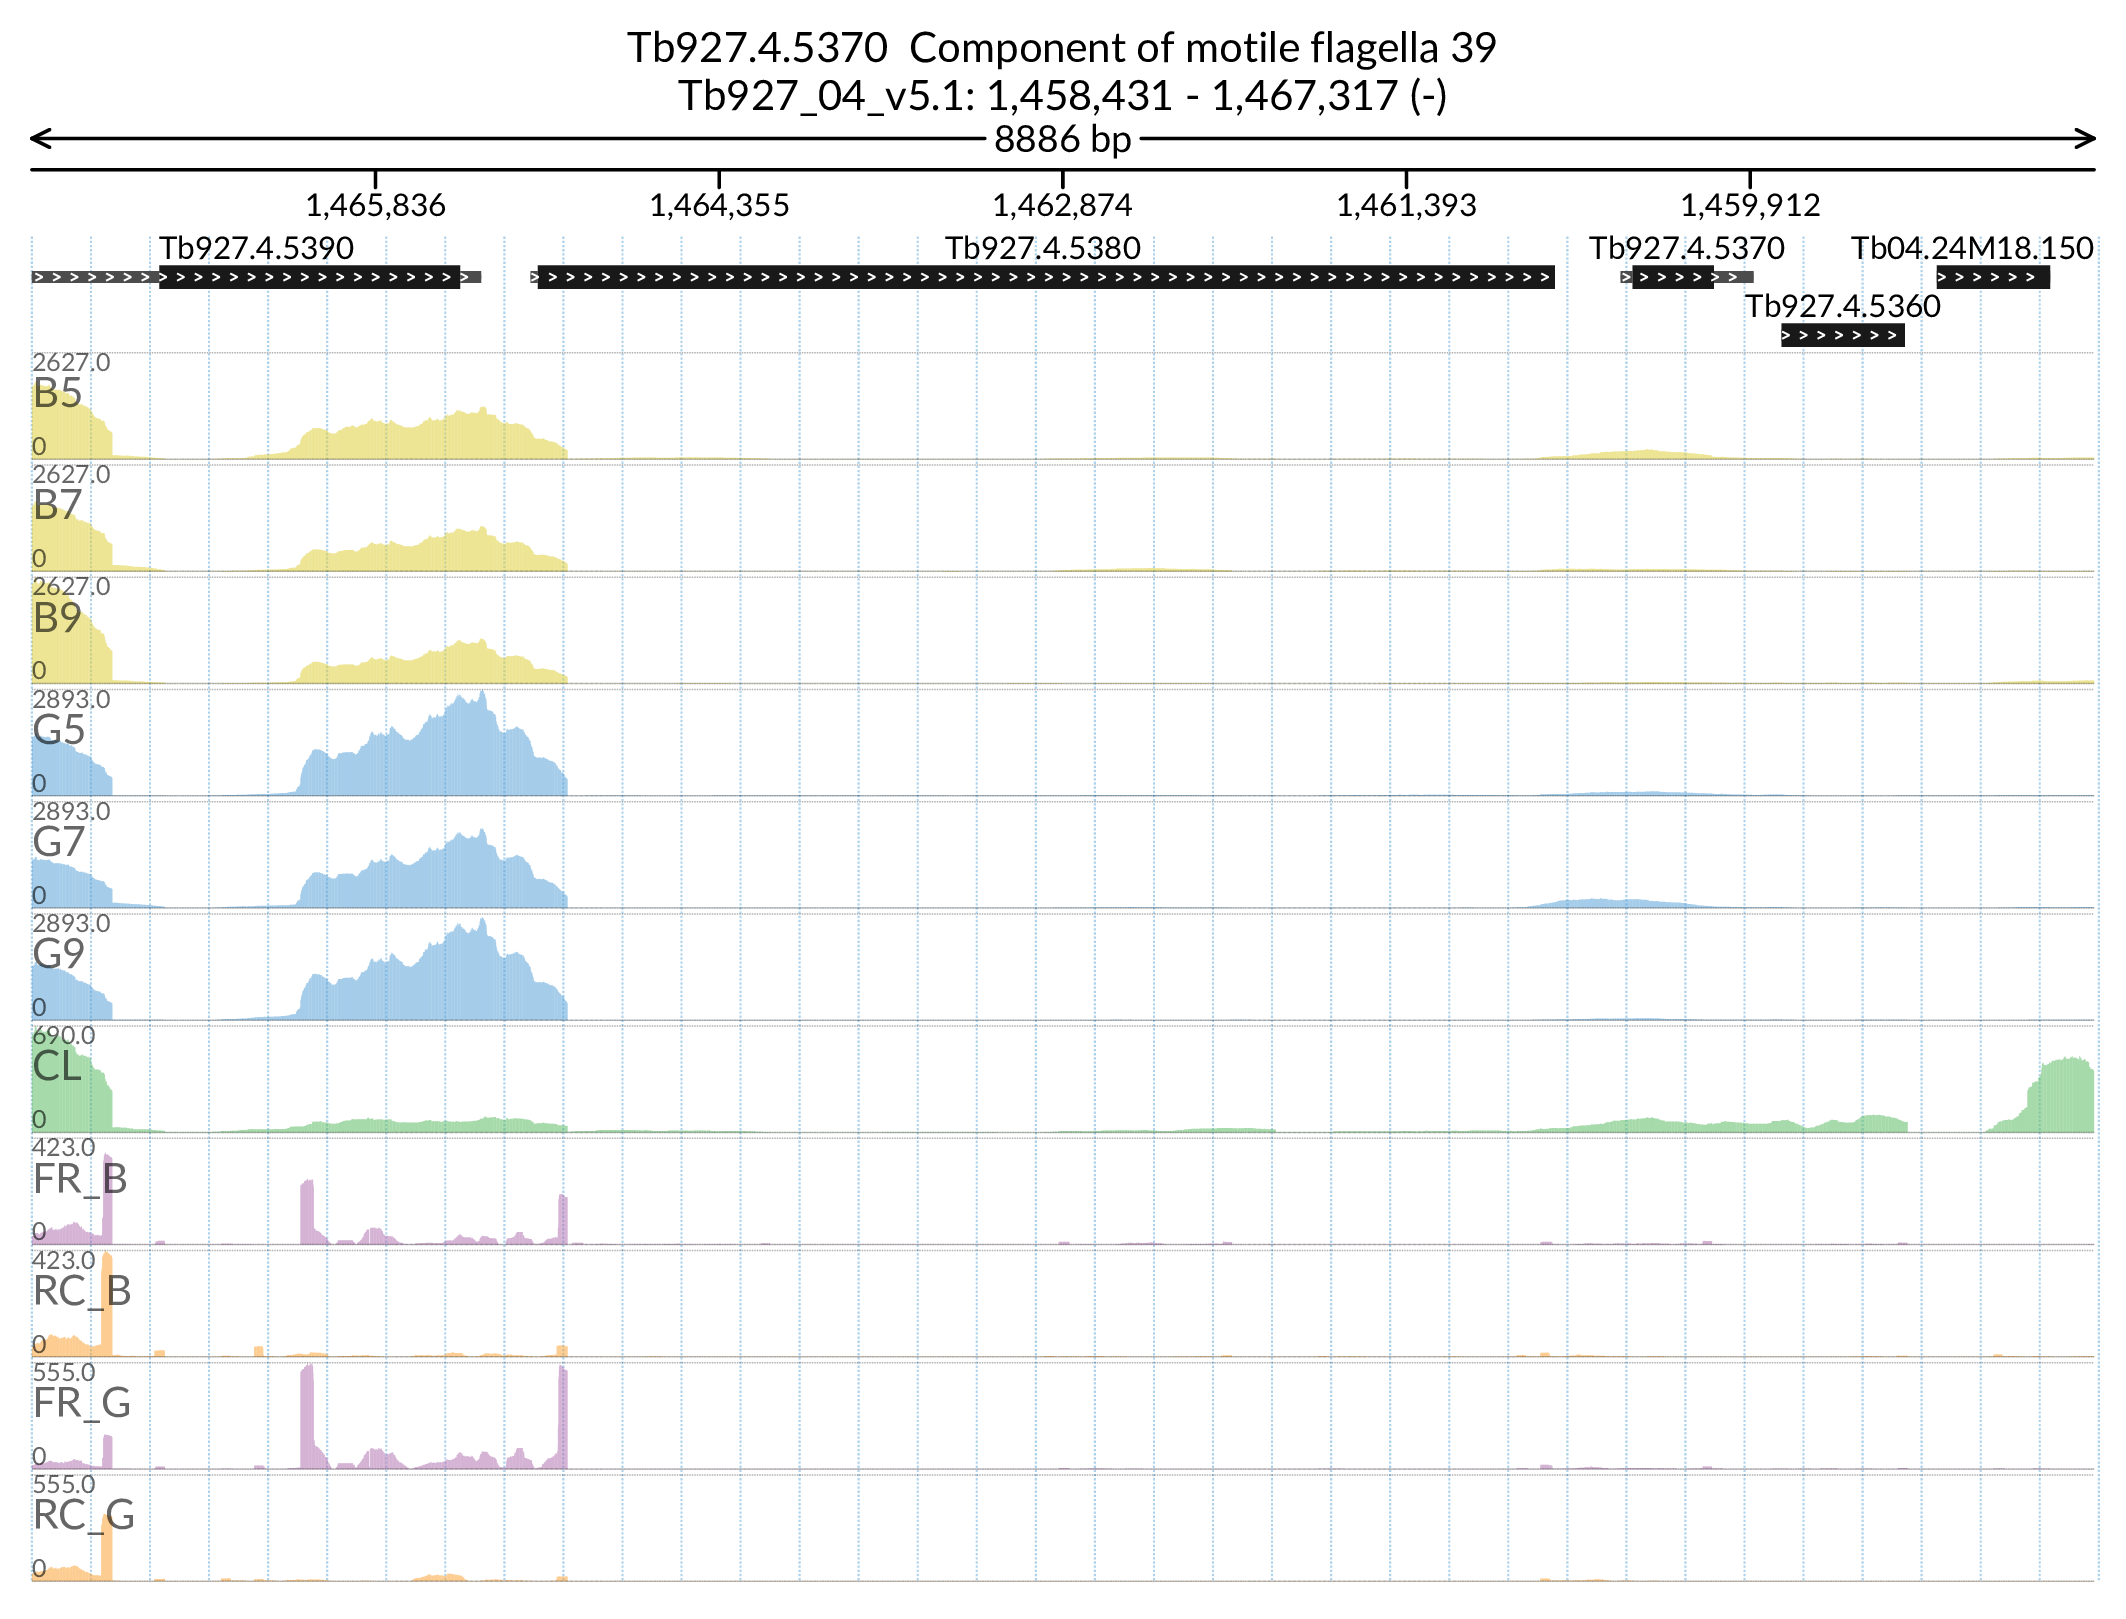 Tb927.4.5370  Component of motile flagella 39
Tb927_04_v5.1: 1,458,431 - 1,467,317 (-)
8886 bp
1,465,836 1,464,355 1,462,874 1,461,393 1,459,912
Tb927.4.5390 Tb927.4.5380 Tb927.4.5370 Tb04.24M18.150
Tb927.4.5360
2627.0
B5
0
2627.0
B7
0
2627.0
B9
0
2893.0
G5
0
2893.0
G7
0
2893.0
G9
0
690.0
CL
0
423.0
FR_B
0
423.0
RC_B
0
555.0
FR_G
0
555.0
RC_G
0